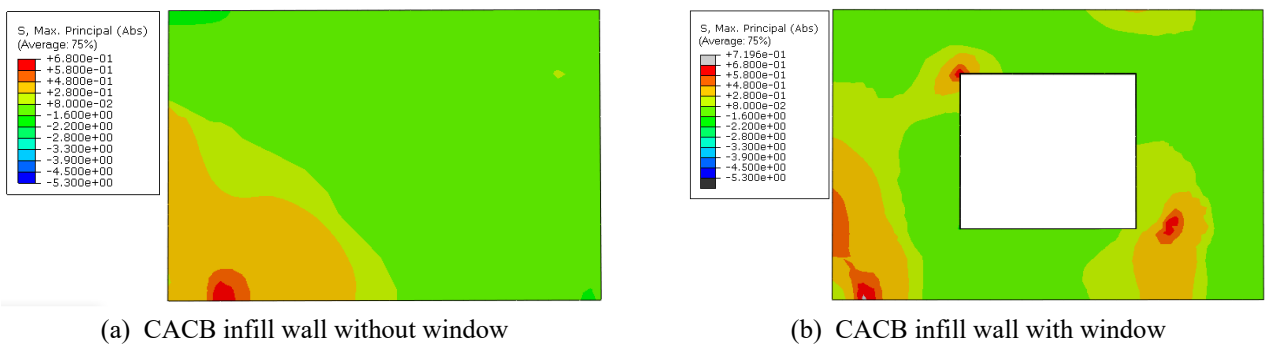 S, Max. Principal (Abs)
(Average: 75%)
+6.800e-01
+5.800e-01
+4.800e-01
+2.800e-01
+8.000e-02
-1.600e+00
-2.200e+00
-2.800e+00
-3.300e+00
-3.900e+00
-4.500e+00
-5.300e+00
S, Max. Principal (Abs)
(Average: 75%)
+7.196e-01
+6.800e-01
+5.800e-01
+4.800e-01
+2.800e-01
+8.000e-02
-1.600e+00
-2.200e+00
-2.800e+00
-3.300e+00
-3.900e+00
-4.500e+00
-5.300e+00
(a) CACB infill wall without window
(b) CACB infill wall with window